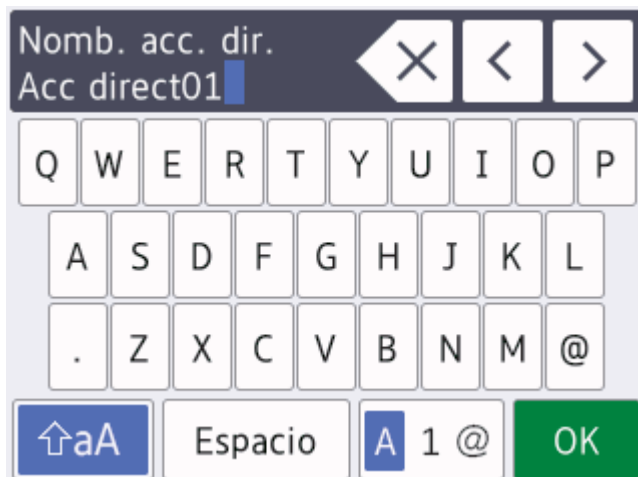 Nomb. acc. dir.
Acc direct01
Q W E R T Y U I O P
A S D F G H J K L
. Z X C V B N M @
aA Espacio A 1 @ OK